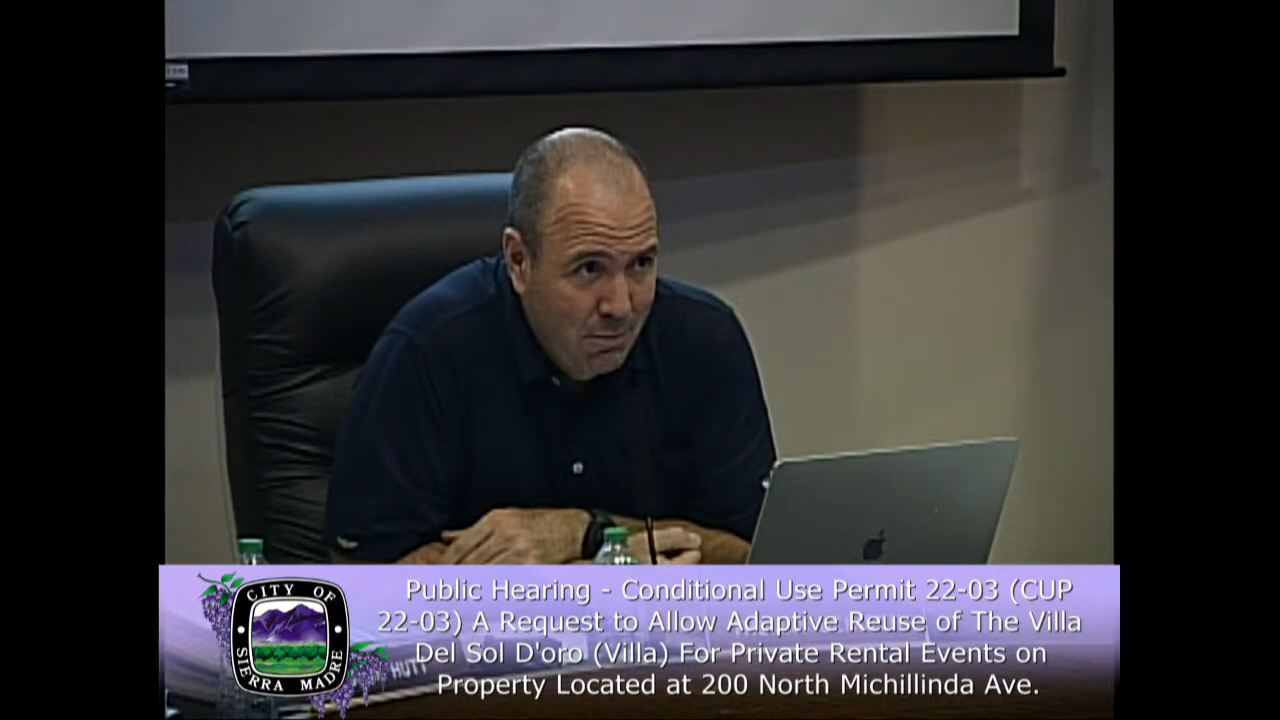 Public Hearing - Conditional Use Permit 22-03 (CUP
22-03) A Request to Allow Adaptive Reuse of The Villa
Del Sol D'oro (Villa) For Private Rental Events on
Property Located at 200 North Michillinda Ave.
CITY OF
SIERRA MADRE
HUTT